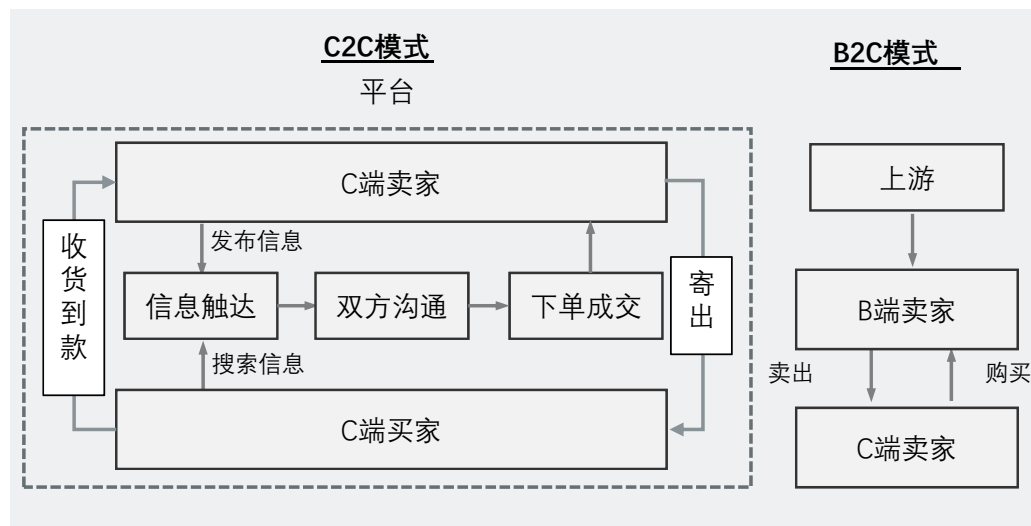 C2C模式
平台
C端卖家
发布信息
信息触达
双方沟通
下单成交
搜索信息
C端买家
收货到款
寄出
B2C模式
上游
B端卖家
卖出
购买
C端卖家